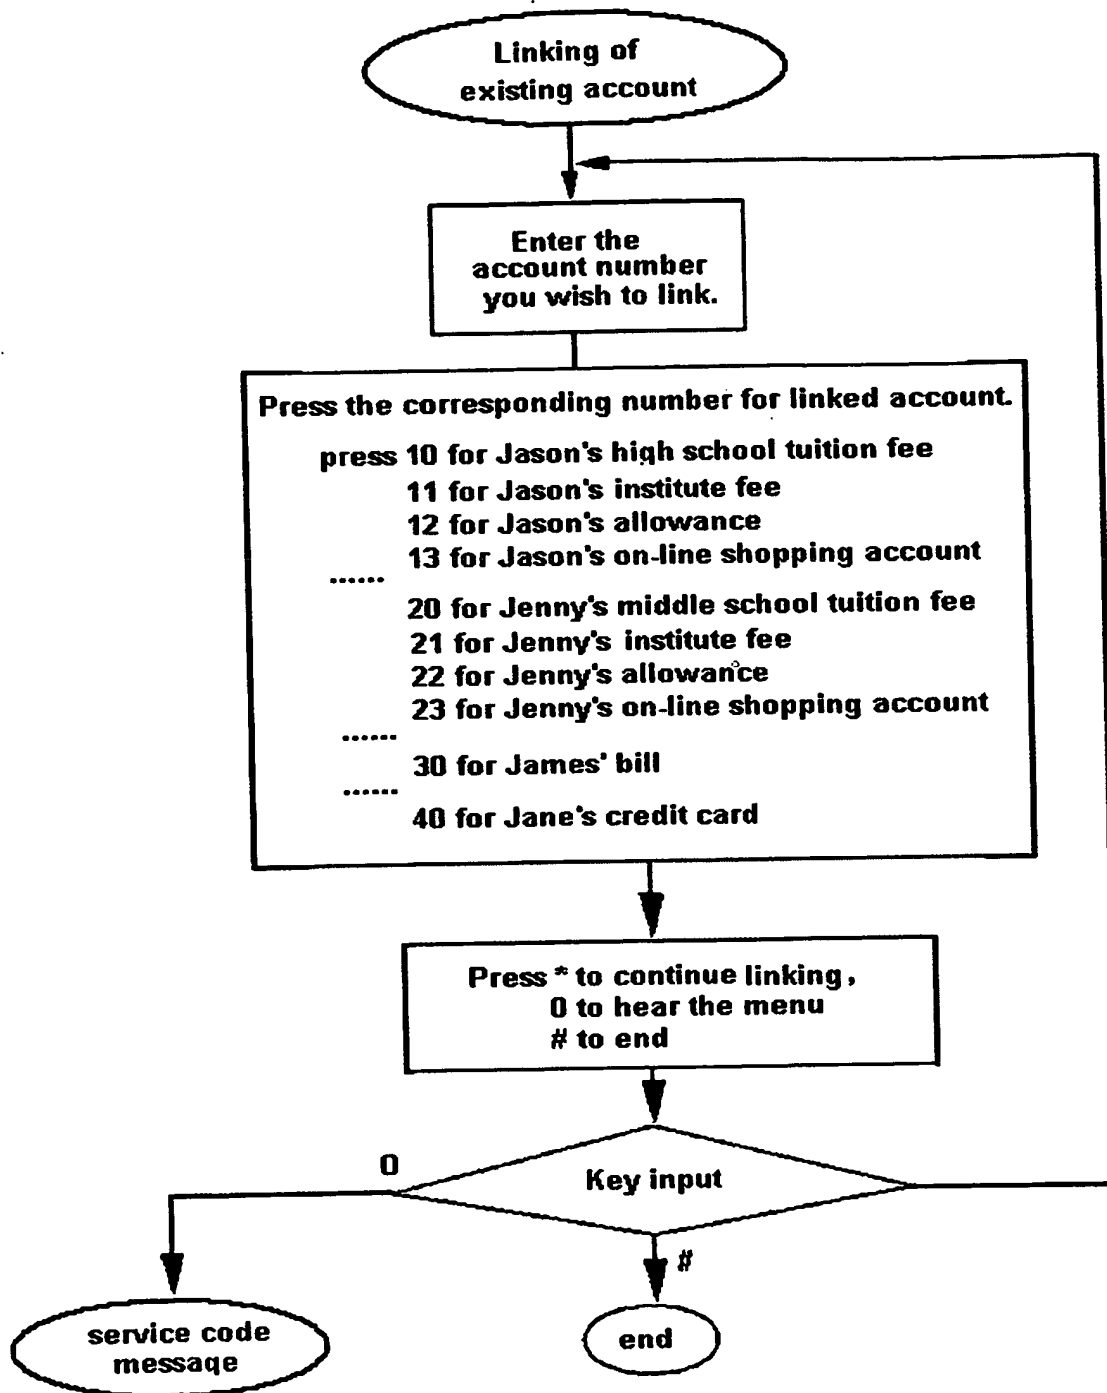 Linking of
existing account
Enter the
account number
you wish to link.
Press the corresponding number for linked account.
press 10 for Jason's high school tuition fee
11 for Jason's institute fee
12 for Jason's allowance
13 for Jason's on-line shopping account
......
20 for Jenny's middle school tuition fee
21 for Jenny's institute fee
22 for Jenny's allowance
23 for Jenny's on-line shopping account
......
30 for James' bill
......
40 for Jane's credit card
Press * to continue linking,
0 to hear the menu
# to end
0
Key input
#
service code
message
end